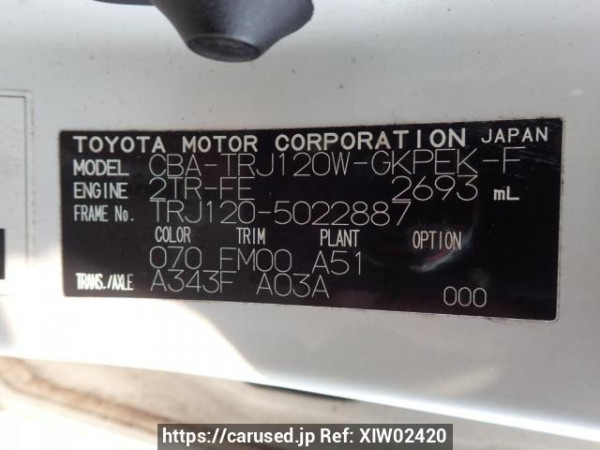 TOYOTA MOTOR CORPORATION JAPAN
MODEL CBA-TRJ120W-GKPEK-F
ENGINE 2TR-FE 2693 mL
FRAME No. TRJ120-5022887
COLOR TRIM PLANT OPTION
070 FM00 A51
TRANS./AXLE A343F A03A 000
https://carused.jp Ref: XIW02420